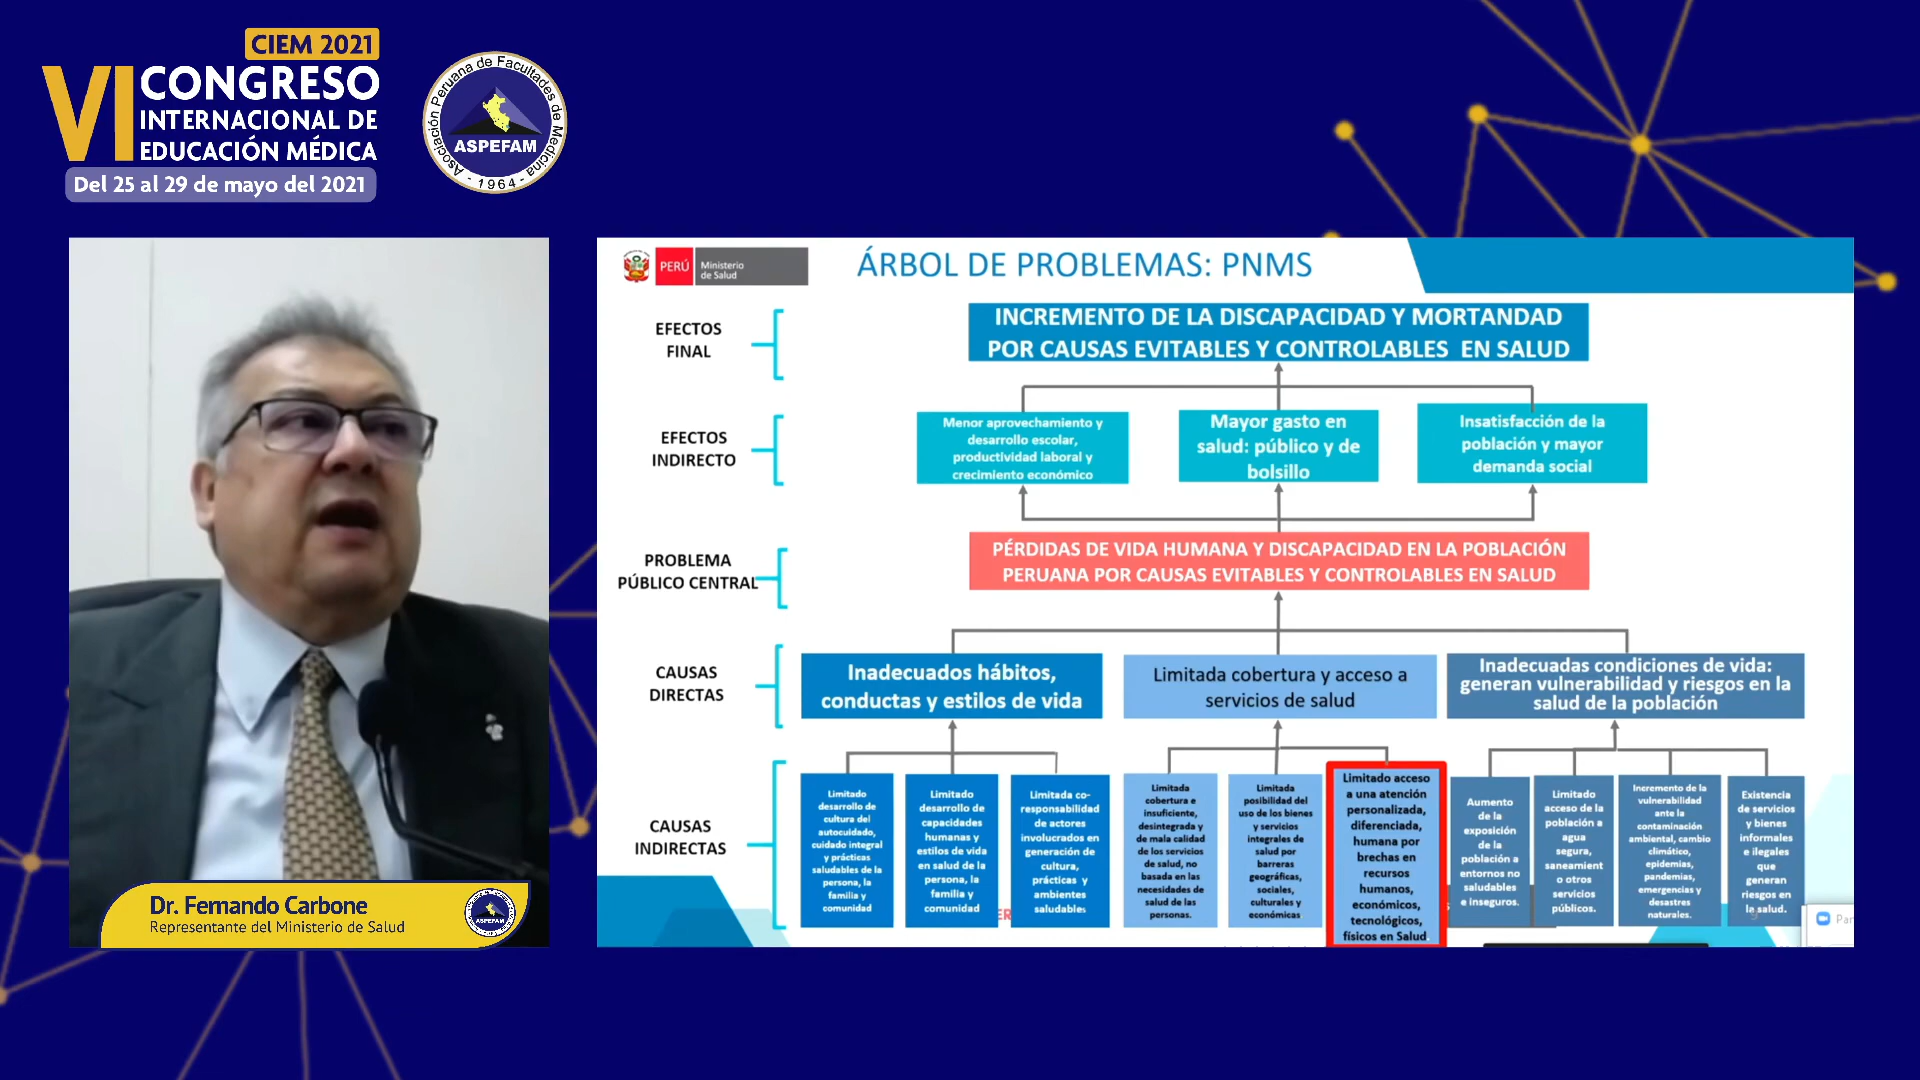 CIEM 2021
VI CONGRESO
INTERNACIONAL DE
EDUCACIÓN MÉDICA
Del 25 al 29 de mayo del 2021
Asociación Peruana de Facultades de Medicina
ASPEFAM
- 1964 -
PERÚ
Ministerio
de Salud
ÁRBOL DE PROBLEMAS: PNMS
EFECTOS
FINAL
INCREMENTO DE LA DISCAPACIDAD Y MORTANDAD
POR CAUSAS EVITABLES Y CONTROLABLES EN SALUD
EFECTOS
INDIRECTO
Menor aprovechamiento y
desarrollo escolar,
productividad laboral y
crecimiento económico
Mayor gasto en
salud: público y de
bolsillo
Insatisfacción de la
población y mayor
demanda social
PROBLEMA
PÚBLICO CENTRAL
PÉRDIDAS DE VIDA HUMANA Y DISCAPACIDAD EN LA POBLACIÓN
PERUANA POR CAUSAS EVITABLES Y CONTROLABLES EN SALUD
CAUSAS
DIRECTAS
Inadecuados hábitos,
conductas y estilos de vida
Limitada cobertura y acceso a
servicios de salud
Inadecuadas condiciones de vida:
generan vulnerabilidad y riesgos en la
salud de la población
CAUSAS
INDIRECTAS
Limitado
desarrollo de
cultura del
autocuidado,
cuidado integral
y prácticas
saludables de la
persona, la
familia y
comunidad
Limitado
desarrollo de
capacidades
humanas y
estilos de vida
en salud de la
persona, la
familia y
comunidad
Limitada co-
responsabilidad
de actores
involucrados en
generación de
cultura,
prácticas y
ambientes
saludables
Limitada
cobertura e
insuficiente,
desintegrada y
de mala calidad
de los servicios
de salud, no
basada en las
necesidades de
salud de las
personas.
Limitada
posibilidad del
uso de los bienes
y servicios
integrales de
salud por
barreras
geográficas,
sociales,
culturales y
económicas
Limitado acceso
a una atención
personalizada,
diferenciada,
humana por
brechas en
recursos
humanos,
económicos,
tecnológicos,
físicos en Salud
Aumento
de la
exposición
de la
población a
entornos no
saludables
e inseguros.
Limitado
acceso de la
población a
agua
segura,
saneamient
o otros
servicios
públicos.
Incremento de la
vulnerabilidad
ante la
contaminación
ambiental, cambio
climático,
epidemias,
pandemias,
emergencias y
desastres
naturales.
Existencia
de servicios
y bienes
informales
e ilegales
que
generan
riesgos en
la salud.
Dr. Fernando Carbone
Representante del Ministerio de Salud